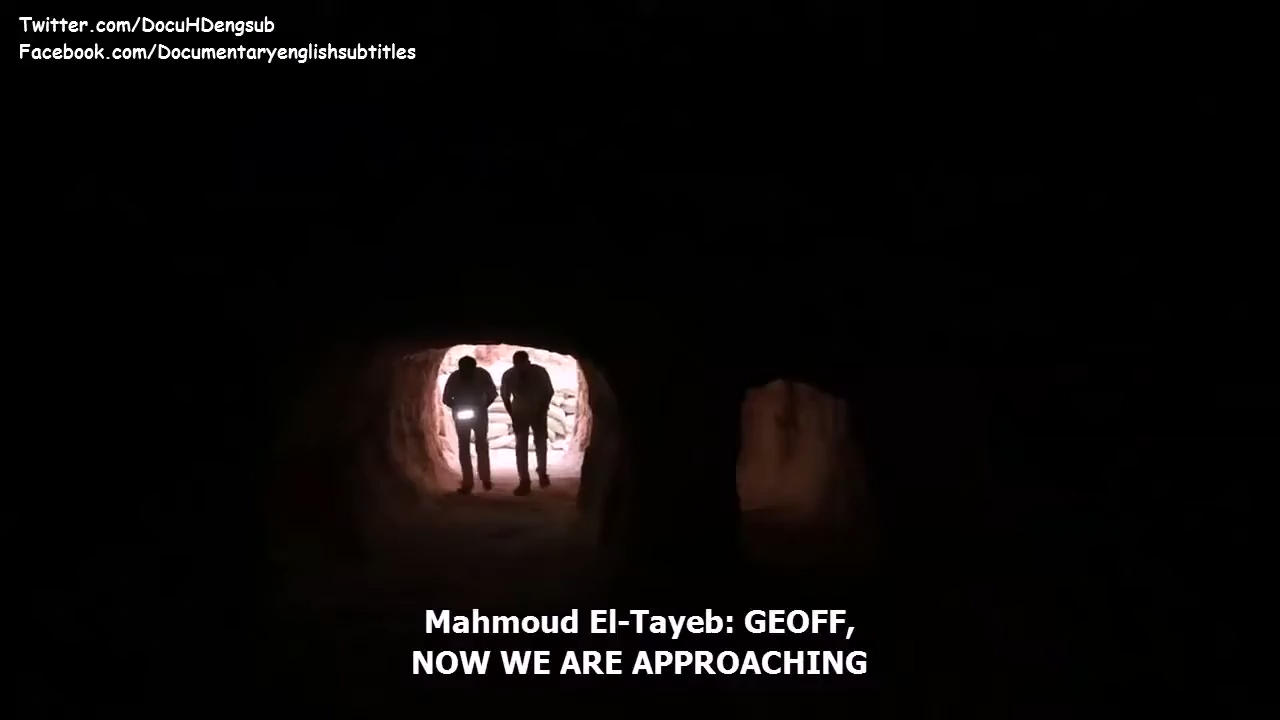 Twitter.com/DocuHDengsub
Facebook.com/Documentaryenglishsubtitles
Mahmoud El-Tayeb: GEOFF,
NOW WE ARE APPROACHING